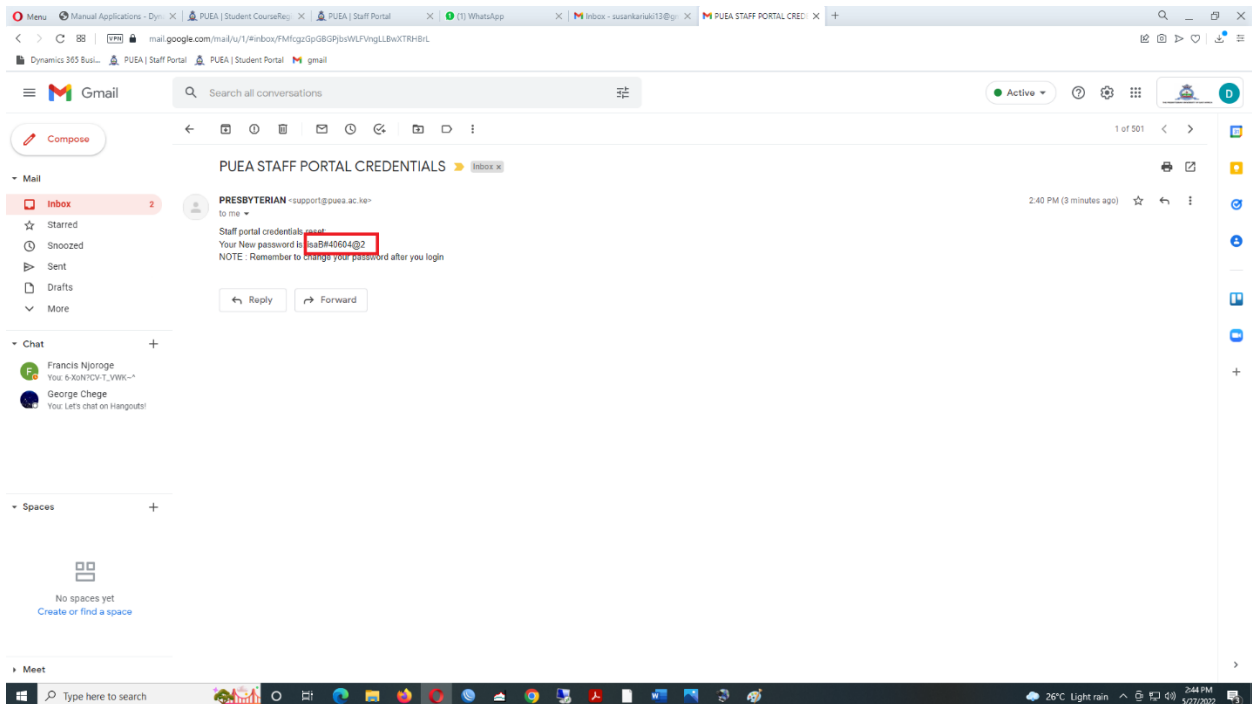 Menu
Manual Applications - Dyn
PUEA | Student CourseReg
PUEA | Staff Portal
(1) WhatsApp
Inbox - susankariuki13@g
PUEA STAFF PORTAL CRED
VPN
mail.google.com/mail/u/1/#inbox/FMfcgzGpGBGPjbsWLFVngLLBwXTRHBrL
Dynamics 365 Busi...
PUEA | Staff Portal
PUEA | Student Portal
gmail
Gmail
Search all conversations
Active
D
Compose
1 of 501
PUEA STAFF PORTAL CREDENTIALS
Inbox x
Mail
Inbox 2
Starred
Snoozed
Sent
Drafts
More
PRESBYTERIAN <support@puea.ac.ke>
2:40 PM (3 minutes ago)
to me
Staff portal credentials reset:
Your New password is isaB#40604@2
NOTE : Remember to change your password after you login
Reply
Forward
Chat
F
Francis Njoroge
You: 6-XoN?CV-T_VWK~^
George Chege
You: Let's chat on Hangouts!
Spaces
No spaces yet
Create or find a space
Meet
Type here to search
26°C Light rain
2:44 PM
5/27/2022